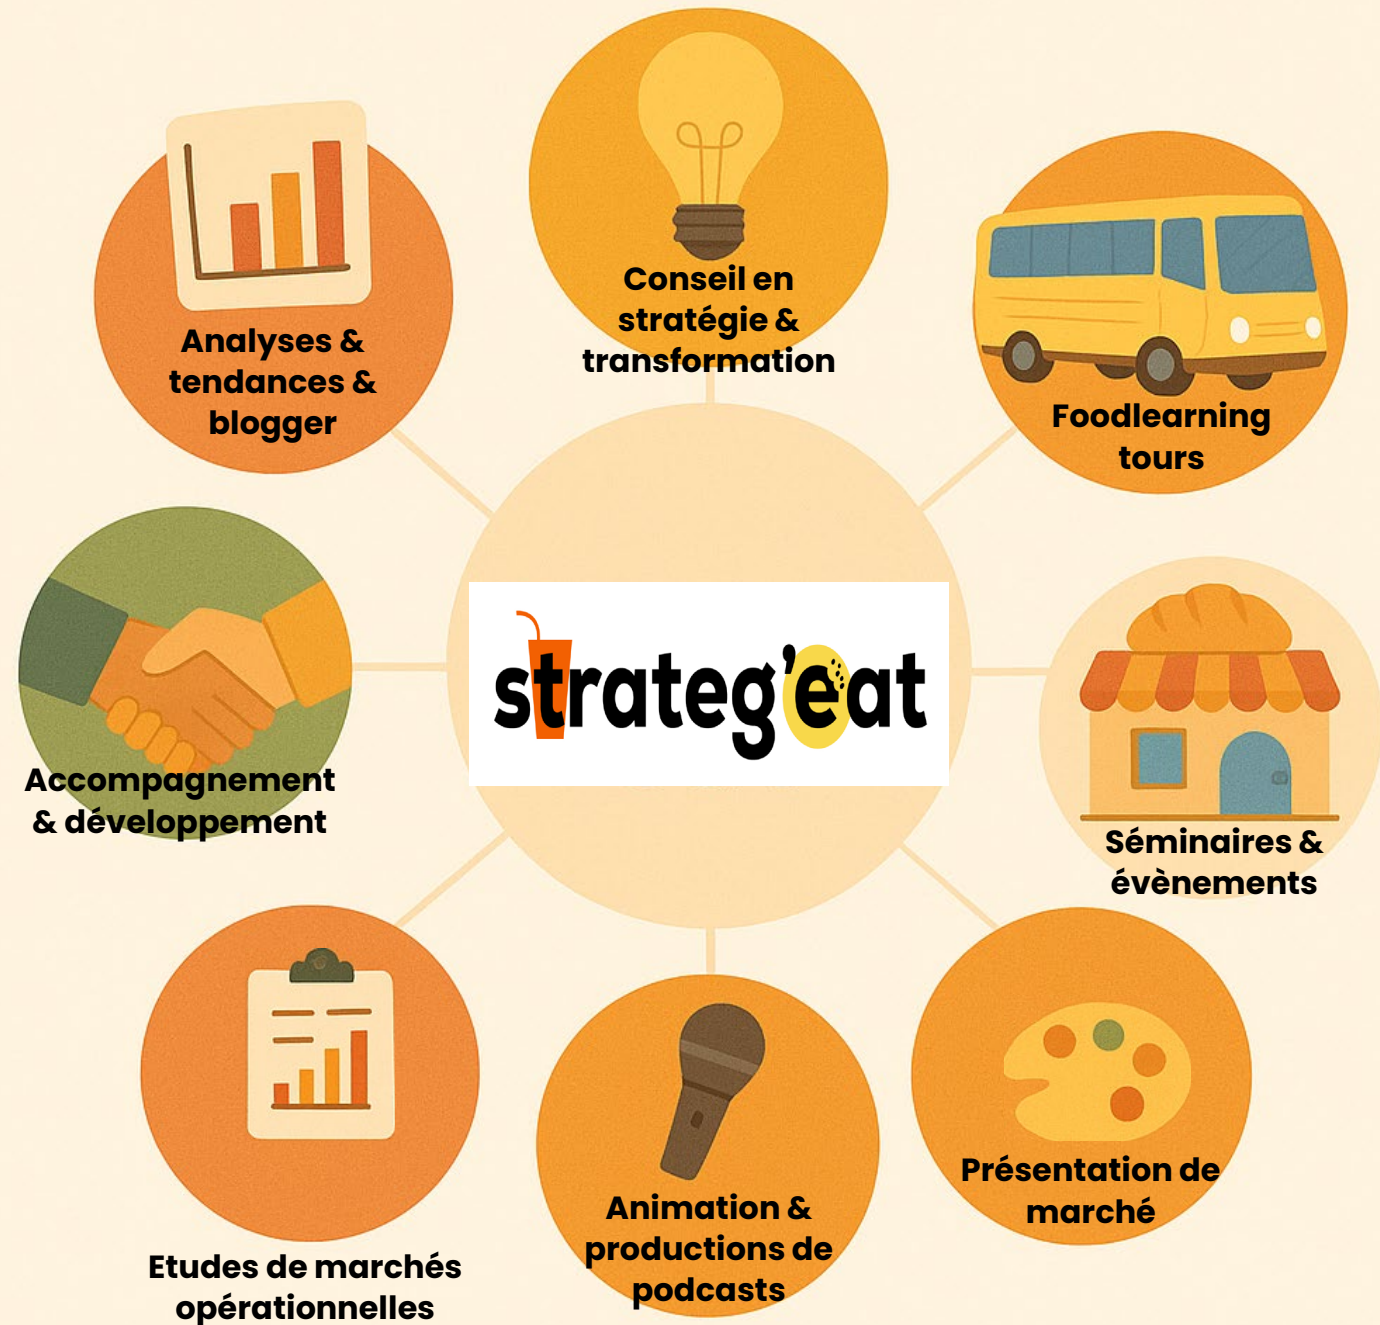 Conseil en
stratégie &
transformation
Analyses &
tendances &
blogger
Foodlearning
tours
strateg'eat
Accompagnement
& développement
Séminaires &
évènements
Présentation de
marché
Animation &
productions de
podcasts
Etudes de marchés
opérationnelles